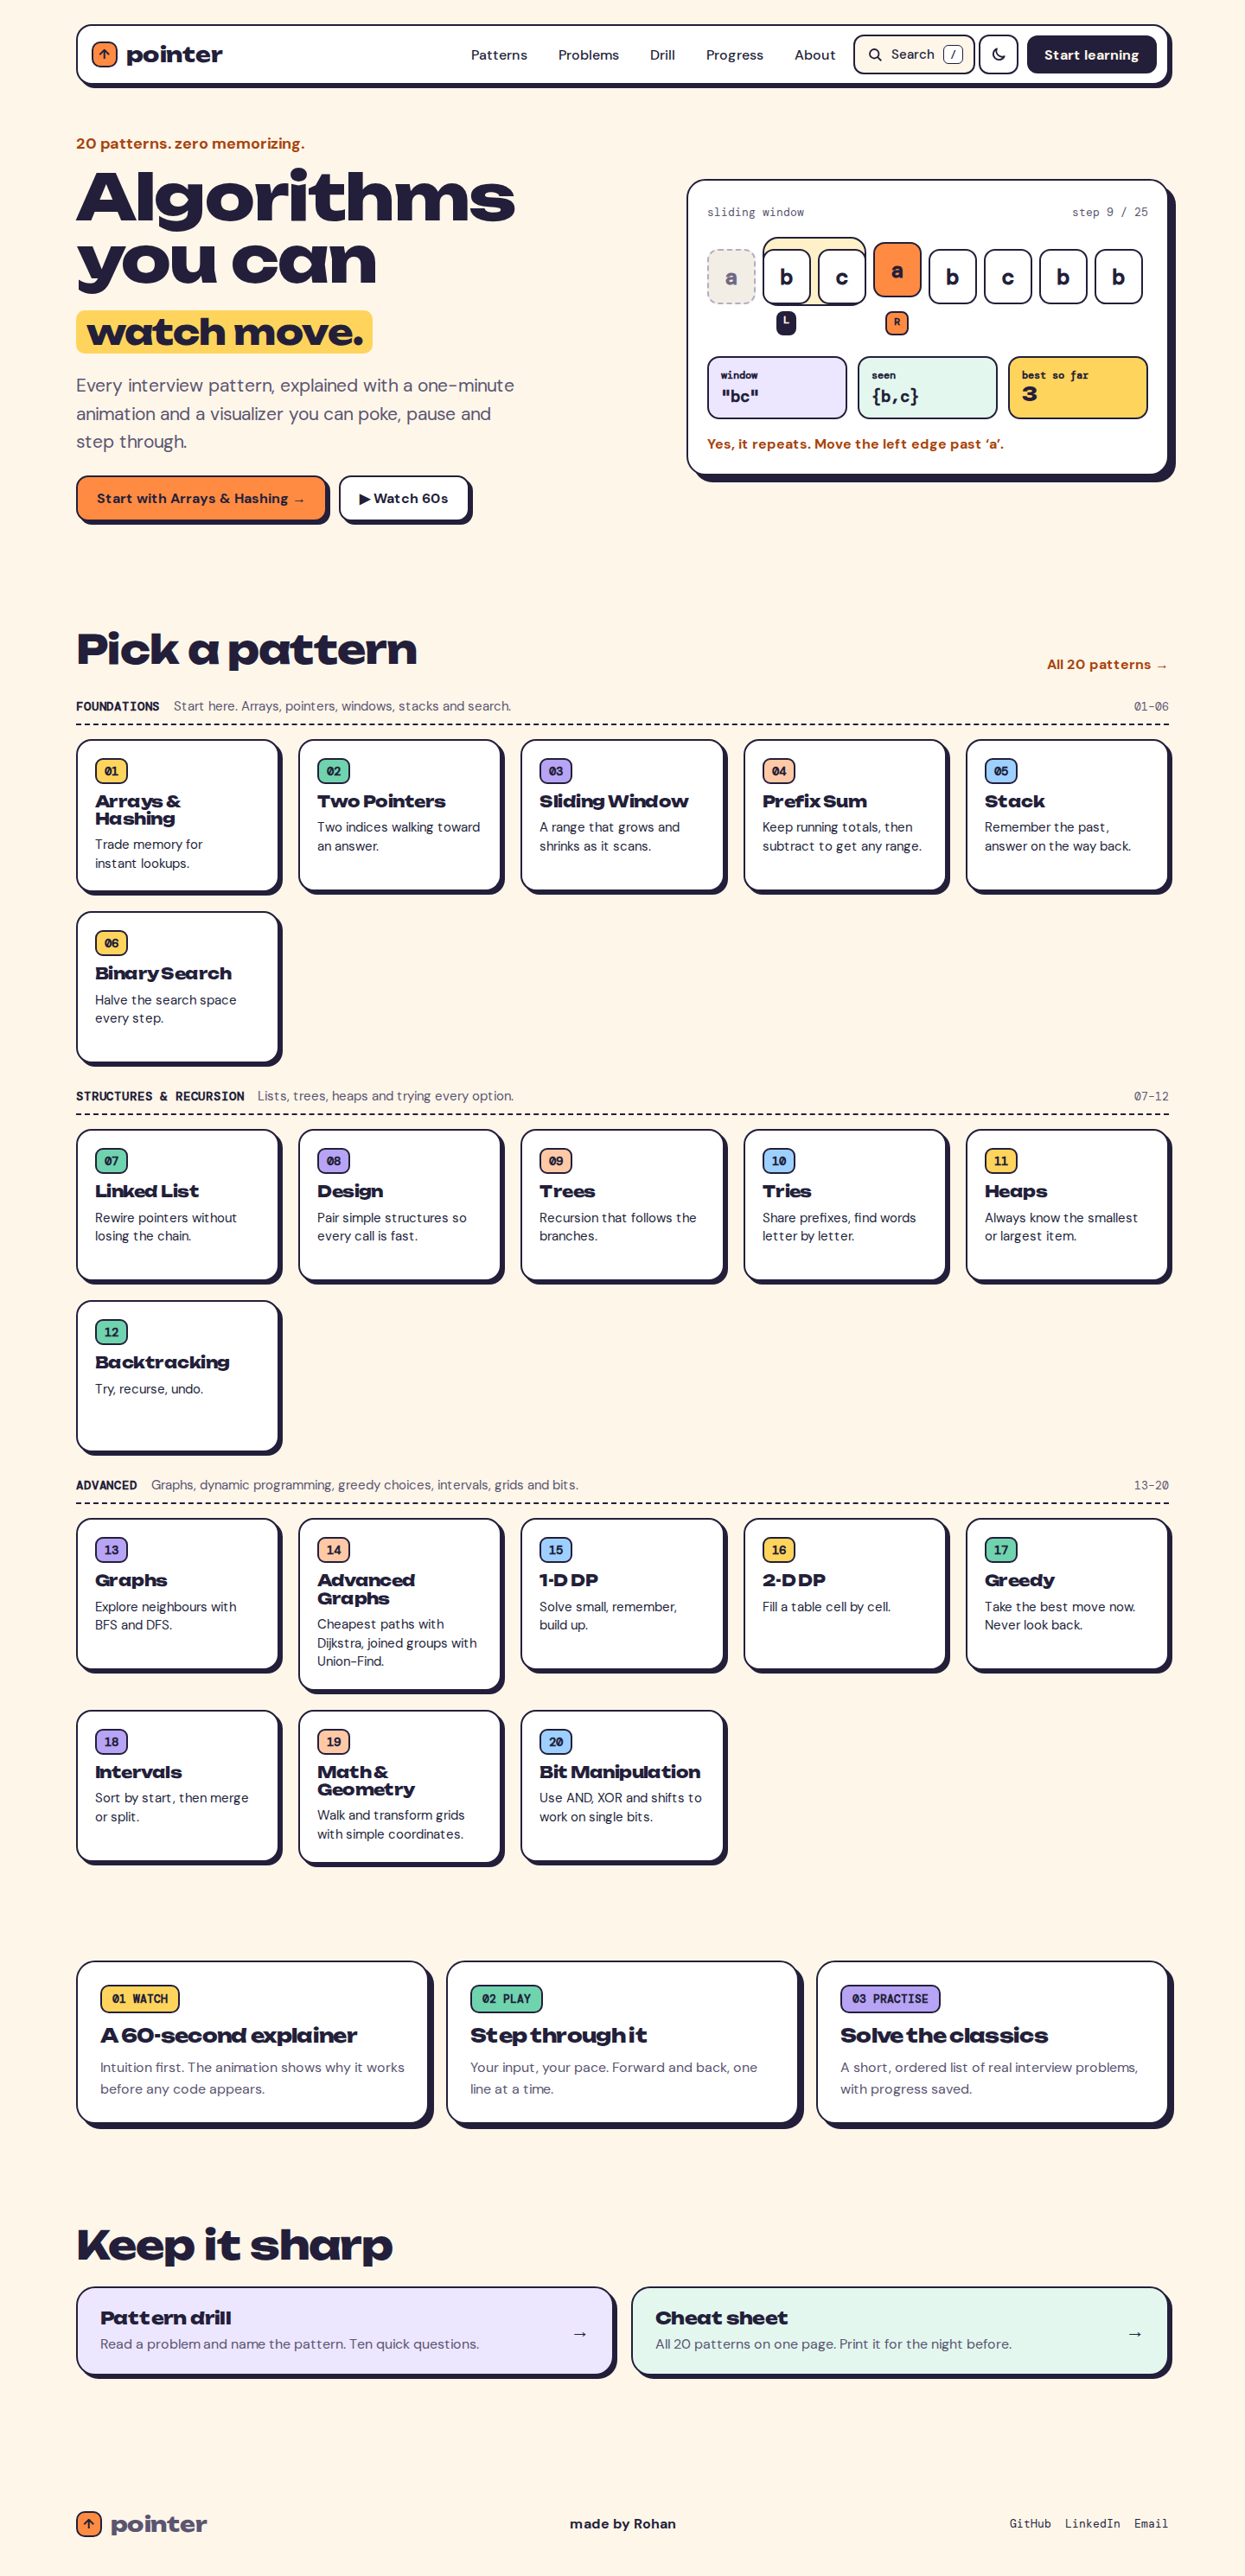 pointer
Patterns Problems Drill Progress About Search / Start learning
20 patterns. zero memorizing.
Algorithms
you can
watch move.
Every interview pattern, explained with a one-minute
animation and a visualizer you can poke, pause and
step through.
Start with Arrays & Hashing →
▶ Watch 60s
sliding window step 9 / 25
a b c a b c b b
L R
window
"bc"
seen
{b,c}
best so far
3
Yes, it repeats. Move the left edge past ‘a’.
Pick a pattern
All 20 patterns →
FOUNDATIONS Start here. Arrays, pointers, windows, stacks and search. 01–06
01
Arrays &
Hashing
Trade memory for
instant lookups.
02
Two Pointers
Two indices walking toward
an answer.
03
Sliding Window
A range that grows and
shrinks as it scans.
04
Prefix Sum
Keep running totals, then
subtract to get any range.
05
Stack
Remember the past,
answer on the way back.
06
Binary Search
Halve the search space
every step.
STRUCTURES & RECURSION Lists, trees, heaps and trying every option. 07–12
07
Linked List
Rewire pointers without
losing the chain.
08
Design
Pair simple structures so
every call is fast.
09
Trees
Recursion that follows the
branches.
10
Tries
Share prefixes, find words
letter by letter.
11
Heaps
Always know the smallest
or largest item.
12
Backtracking
Try, recurse, undo.
ADVANCED Graphs, dynamic programming, greedy choices, intervals, grids and bits. 13–20
13
Graphs
Explore neighbours with
BFS and DFS.
14
Advanced
Graphs
Cheapest paths with
Dijkstra, joined groups with
Union-Find.
15
1-D DP
Solve small, remember,
build up.
16
2-D DP
Fill a table cell by cell.
17
Greedy
Take the best move now.
Never look back.
18
Intervals
Sort by start, then merge
or split.
19
Math &
Geometry
Walk and transform grids
with simple coordinates.
20
Bit Manipulation
Use AND, XOR and shifts to
work on single bits.
01 WATCH
A 60-second explainer
Intuition first. The animation shows why it works
before any code appears.
02 PLAY
Step through it
Your input, your pace. Forward and back, one
line at a time.
03 PRACTISE
Solve the classics
A short, ordered list of real interview problems,
with progress saved.
Keep it sharp
Pattern drill
Read a problem and name the pattern. Ten quick questions.
→
Cheat sheet
All 20 patterns on one page. Print it for the night before.
→
pointer
made by Rohan
GitHub LinkedIn Email